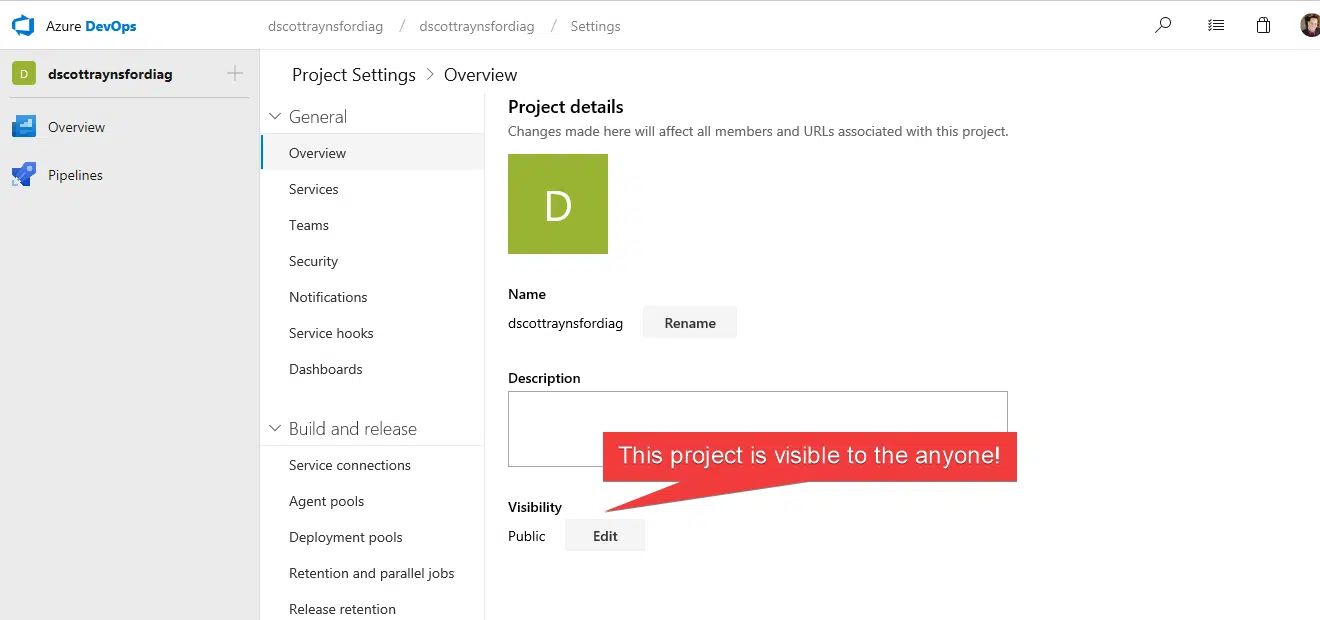 Azure DevOps
dscottraynsfordiag / dscottraynsfordiag / Settings
D dscottraynsfordiag
Overview
Pipelines
Project Settings > Overview
General
Overview
Services
Teams
Security
Notifications
Service hooks
Dashboards
Build and release
Service connections
Agent pools
Deployment pools
Retention and parallel jobs
Release retention
Project details
Changes made here will affect all members and URLs associated with this project.
D
Name
dscottraynsfordiag Rename
Description
This project is visible to the anyone!
Visibility
Public Edit